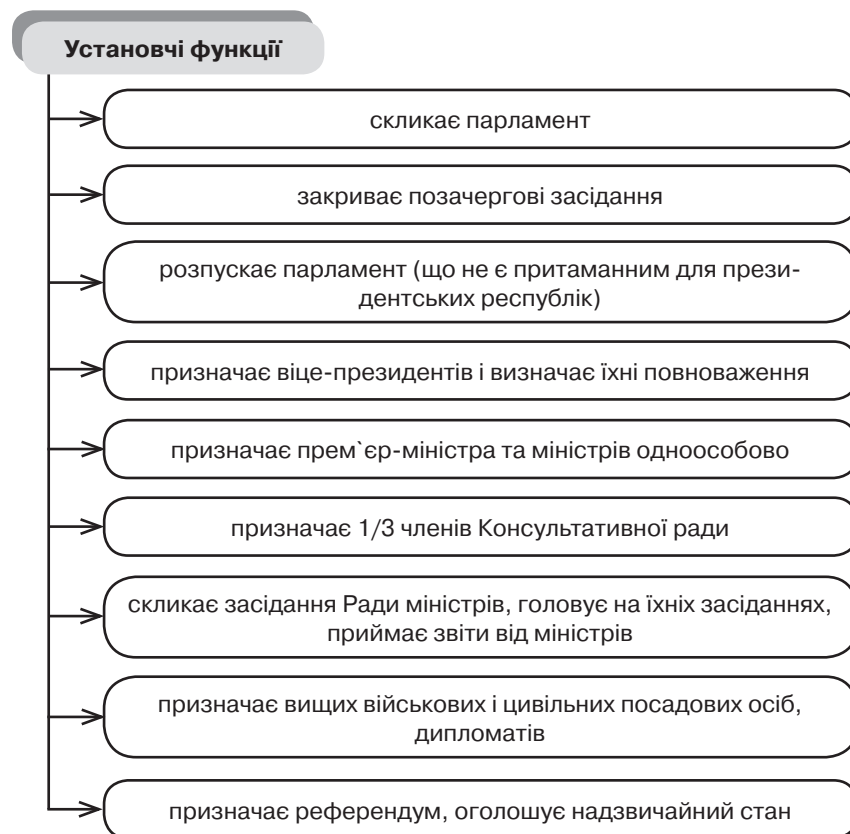 Установчі функції
скликає парламент
закриває позачергові засідання
розпускає парламент (що не є притаманним для прези-
дентських республік)
призначає віце-президентів і визначає їхні повноваження
призначає прем`єр-міністра та міністрів одноособово
призначає 1/3 членів Консультативної ради
скликає засідання Ради міністрів, головує на їхніх засіданнях,
приймає звіти від міністрів
призначає вищих військових і цивільних посадових осіб,
дипломатів
призначає референдум, оголошує надзвичайний стан